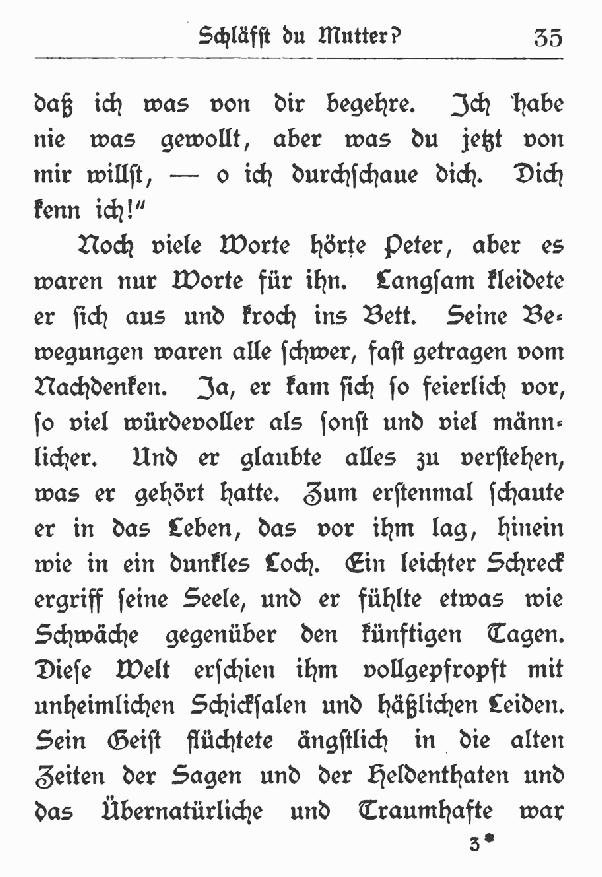 Schläfst du Mutter? 35
daß ich was von dir begehre. Ich habe
nie was gewollt, aber was du jetzt von
mir willst, — o ich durchschaue dich. Dich
kenn ich!“
Noch viele Worte hörte Peter, aber es
waren nur Worte für ihn. Langsam kleidete
er sich aus und kroch ins Bett. Seine Be-
wegungen waren alle schwer, fast getragen vom
Nachdenken. Ja, er kam sich so feierlich vor,
so viel würdevoller als sonst und viel männ-
licher. Und er glaubte alles zu verstehen,
was er gehört hatte. Zum erstenmal schaute
er in das Leben, das vor ihm lag, hinein
wie in ein dunkles Loch. Ein leichter Schreck
ergriff seine Seele, und er fühlte etwas wie
Schwäche gegenüber den künftigen Tagen.
Diese Welt erschien ihm vollgepfropft mit
unheimlichen Schicksalen und häßlichen Leiden.
Sein Geist flüchtete ängstlich in die alten
Zeiten der Sagen und der Heldenthaten und
das Übernatürliche und Traumhafte war
3*